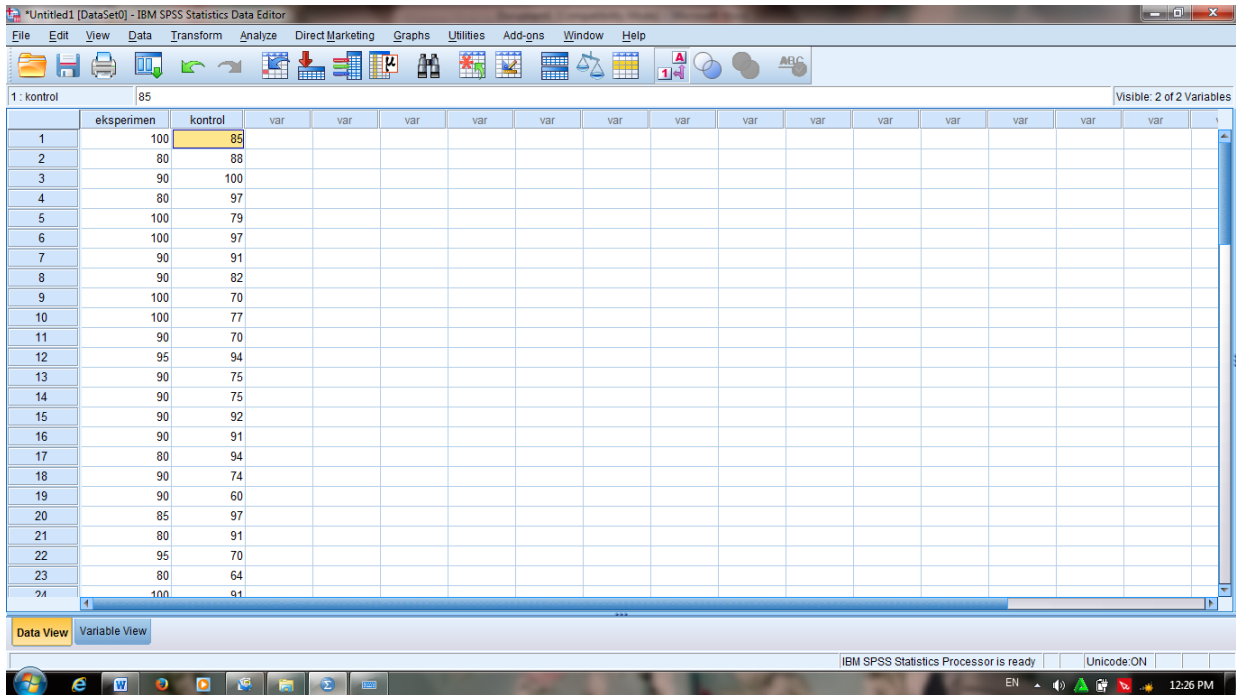 *Untitled1 [DataSet0] - IBM SPSS Statistics Data Editor
File Edit View Data Transform Analyze Direct Marketing Graphs Utilities Add-ons Window Help
1 : kontrol 85 Visible: 2 of 2 Variables
eksperimen kontrol var var var var var var var var var var var var var var
1 100 85
2 80 88
3 90 100
4 80 97
5 100 79
6 100 97
7 90 91
8 90 82
9 100 70
10 100 77
11 90 70
12 95 94
13 90 75
14 90 75
15 90 92
16 90 91
17 80 94
18 90 74
19 90 60
20 85 97
21 80 91
22 95 70
23 80 64
24 100 91
Data View Variable View
IBM SPSS Statistics Processor is ready Unicode:ON
EN 12:26 PM